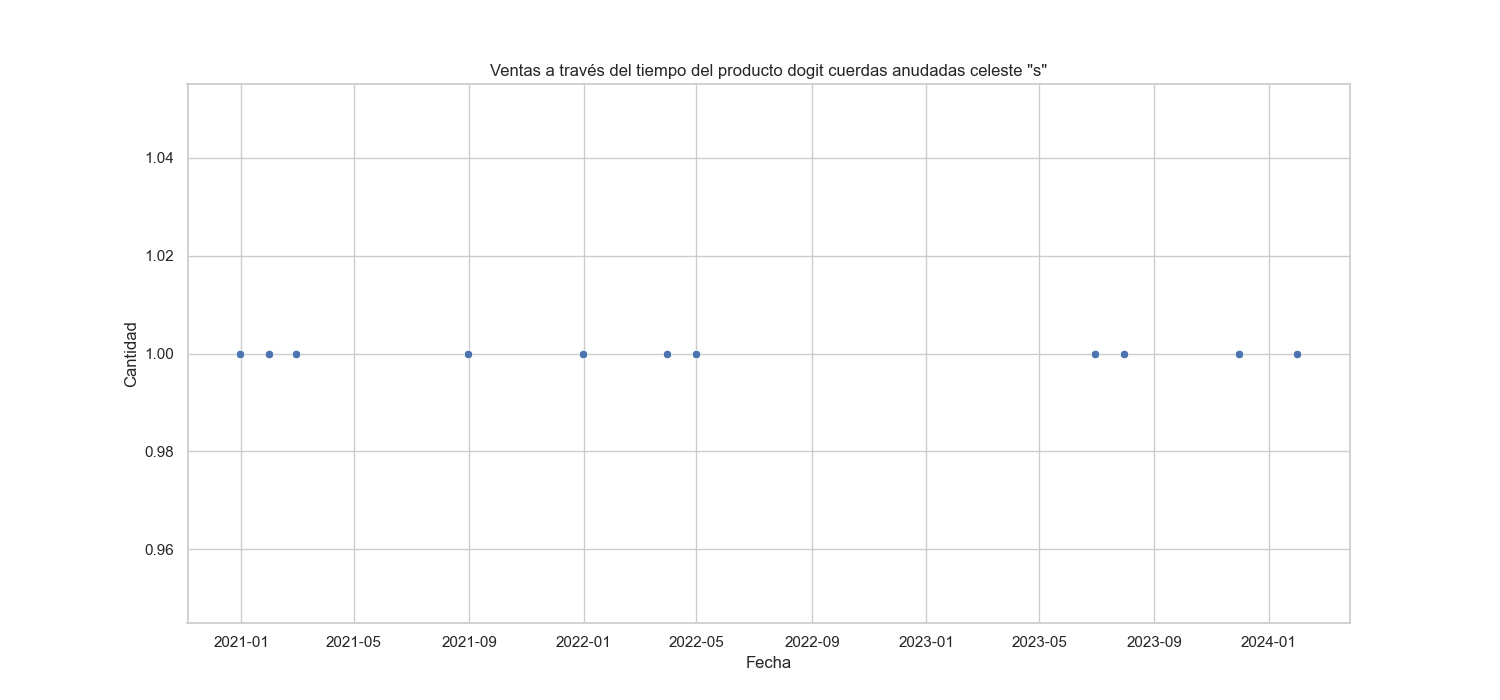 Ventas a través del tiempo del producto dogit cuerdas anudadas celeste "s"
1.04
1.02
1.00
0.98
0.96
Cantidad
2021-01 2021-05 2021-09 2022-01 2022-05 2022-09 2023-01 2023-05 2023-09 2024-01
Fecha